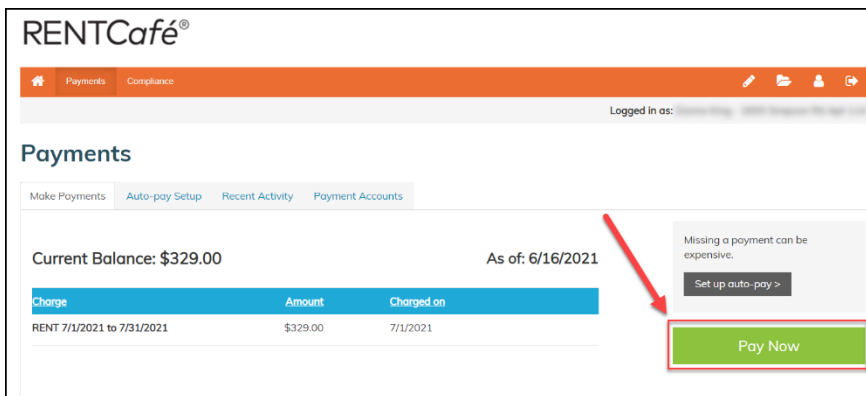 RENTCafé®
Payments Compliance
Logged in as:
Payments
Make Payments Auto-pay Setup Recent Activity Payment Accounts
Current Balance: $329.00 As of: 6/16/2021
Charge Amount Charged on
RENT 7/1/2021 to 7/31/2021 $329.00 7/1/2021
Missing a payment can be
expensive.
Set up auto-pay >
Pay Now